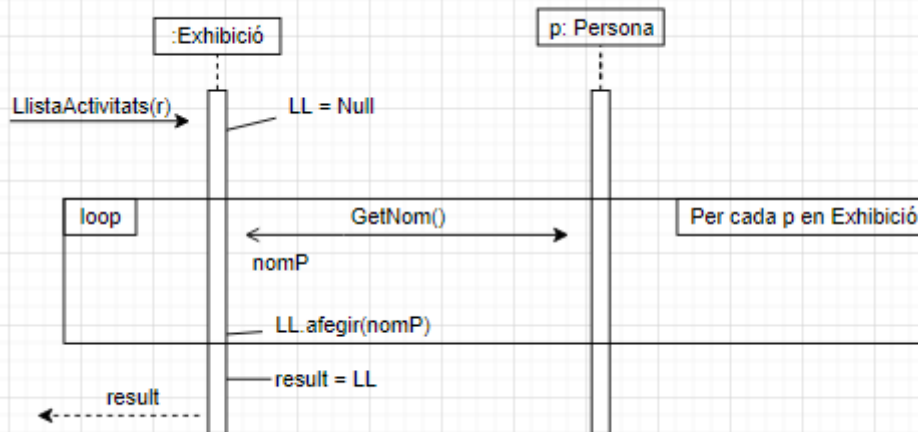 :Exhibició
p: Persona
LlistaActivitats(r)
LL = Null
loop
GetNom()
Per cada p en Exhibició
nomP
LL.afegir(nomP)
result = LL
result